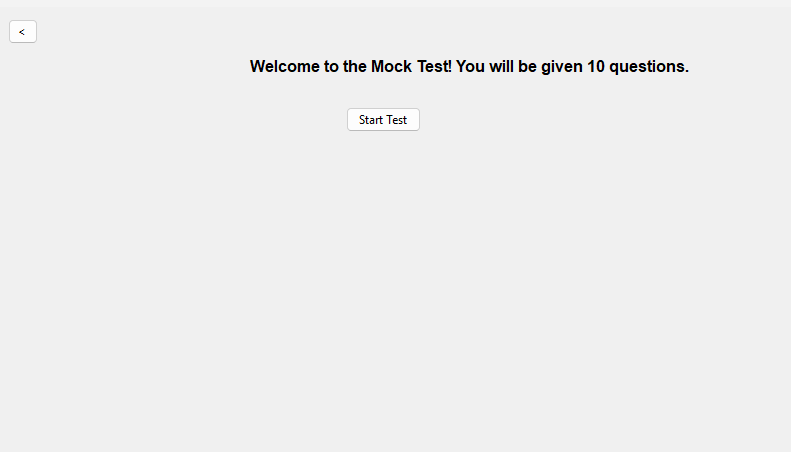 <
Welcome to the Mock Test! You will be given 10 questions.
Start Test